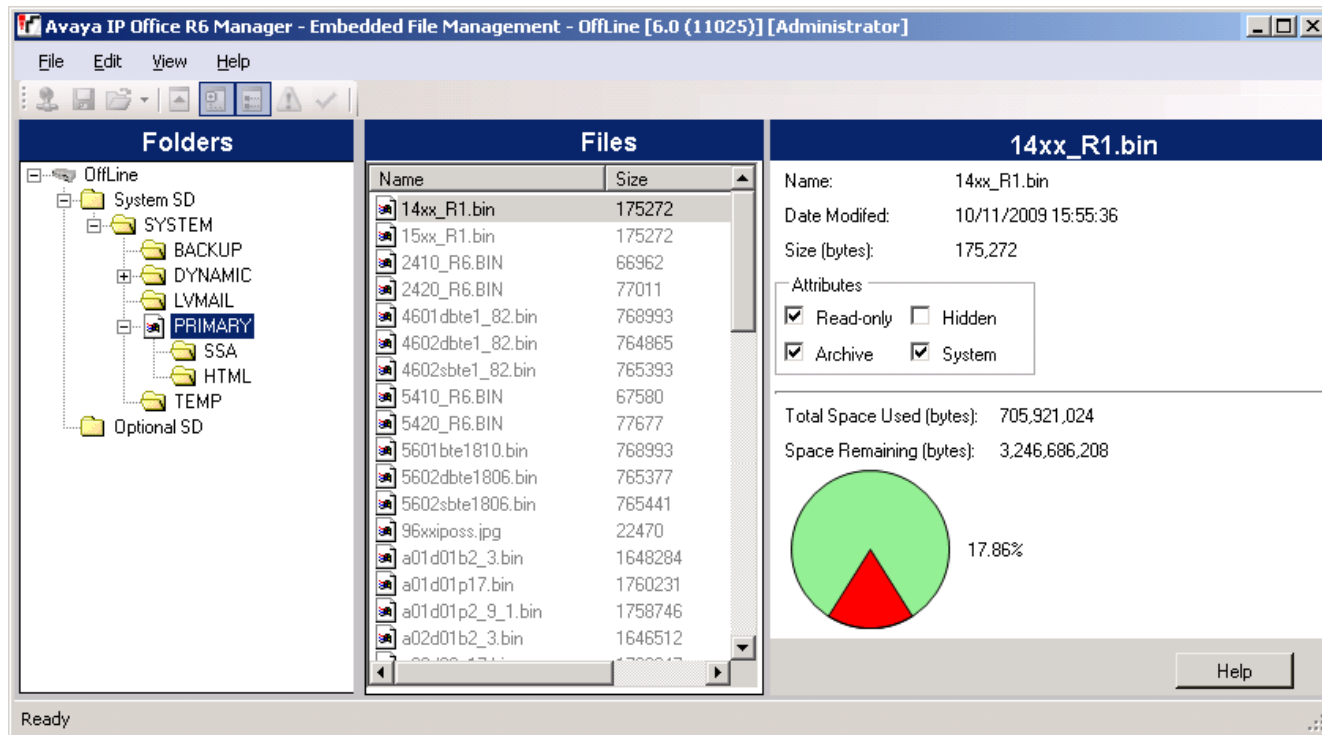 Avaya IP Office R6 Manager - Embedded File Management - OffLine [6.0 (11025)] [Administrator]
File Edit View Help
Folders
OffLine
System SD
SYSTEM
BACKUP
DYNAMIC
LVMAIL
PRIMARY
SSA
HTML
TEMP
Optional SD
Files
Name Size
14xx_R1.bin 175272
15xx_R1.bin 175272
2410_R6.BIN 66962
2420_R6.BIN 77011
4601dbte1_82.bin 768993
4602dbte1_82.bin 764865
4602sbte1_82.bin 765393
5410_R6.BIN 67580
5420_R6.BIN 77677
5601bte1810.bin 768993
5602dbte1806.bin 765377
5602sbte1806.bin 765441
96xxiposs.jpg 22470
a01d01b2_3.bin 1648284
a01d01p17.bin 1760231
a01d01p2_9_1.bin 1758746
a02d01b2_3.bin 1646512
14xx_R1.bin
Name: 14xx_R1.bin
Date Modifed: 10/11/2009 15:55:36
Size (bytes): 175,272
Attributes
Read-only Hidden
Archive System
Total Space Used (bytes): 705,921,024
Space Remaining (bytes): 3,246,686,208
17.86%
Help
Ready